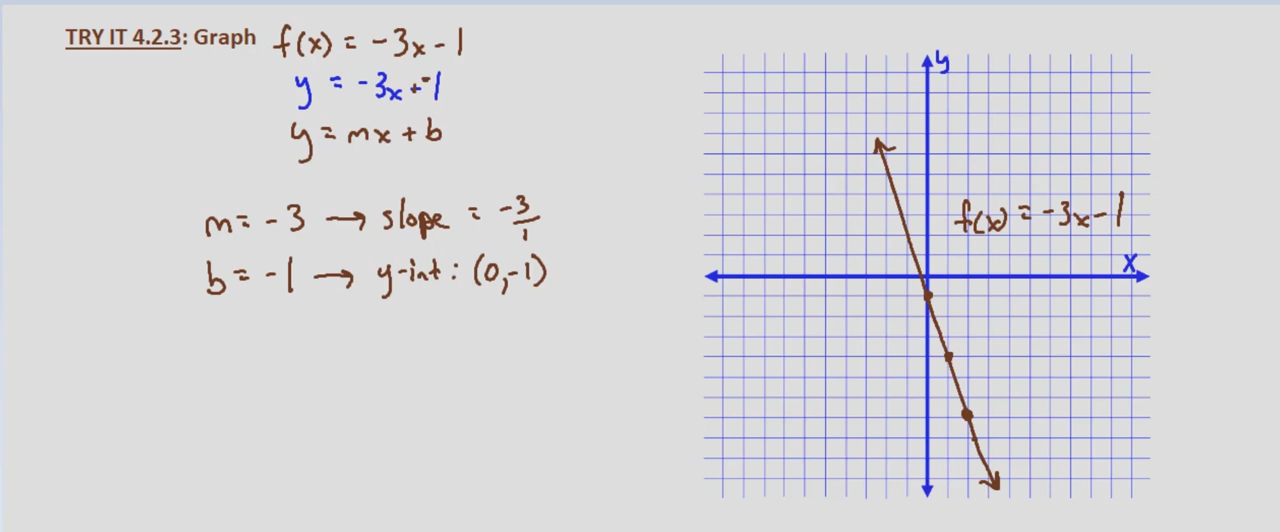 TRY IT 4.2.3: Graph f(x) = -3x - 1
y = -3x + -1
y = mx + b
m = -3 → slope = -3/1
b = -1 → y-int : (0,-1)
y
f(x) = -3x - 1
x